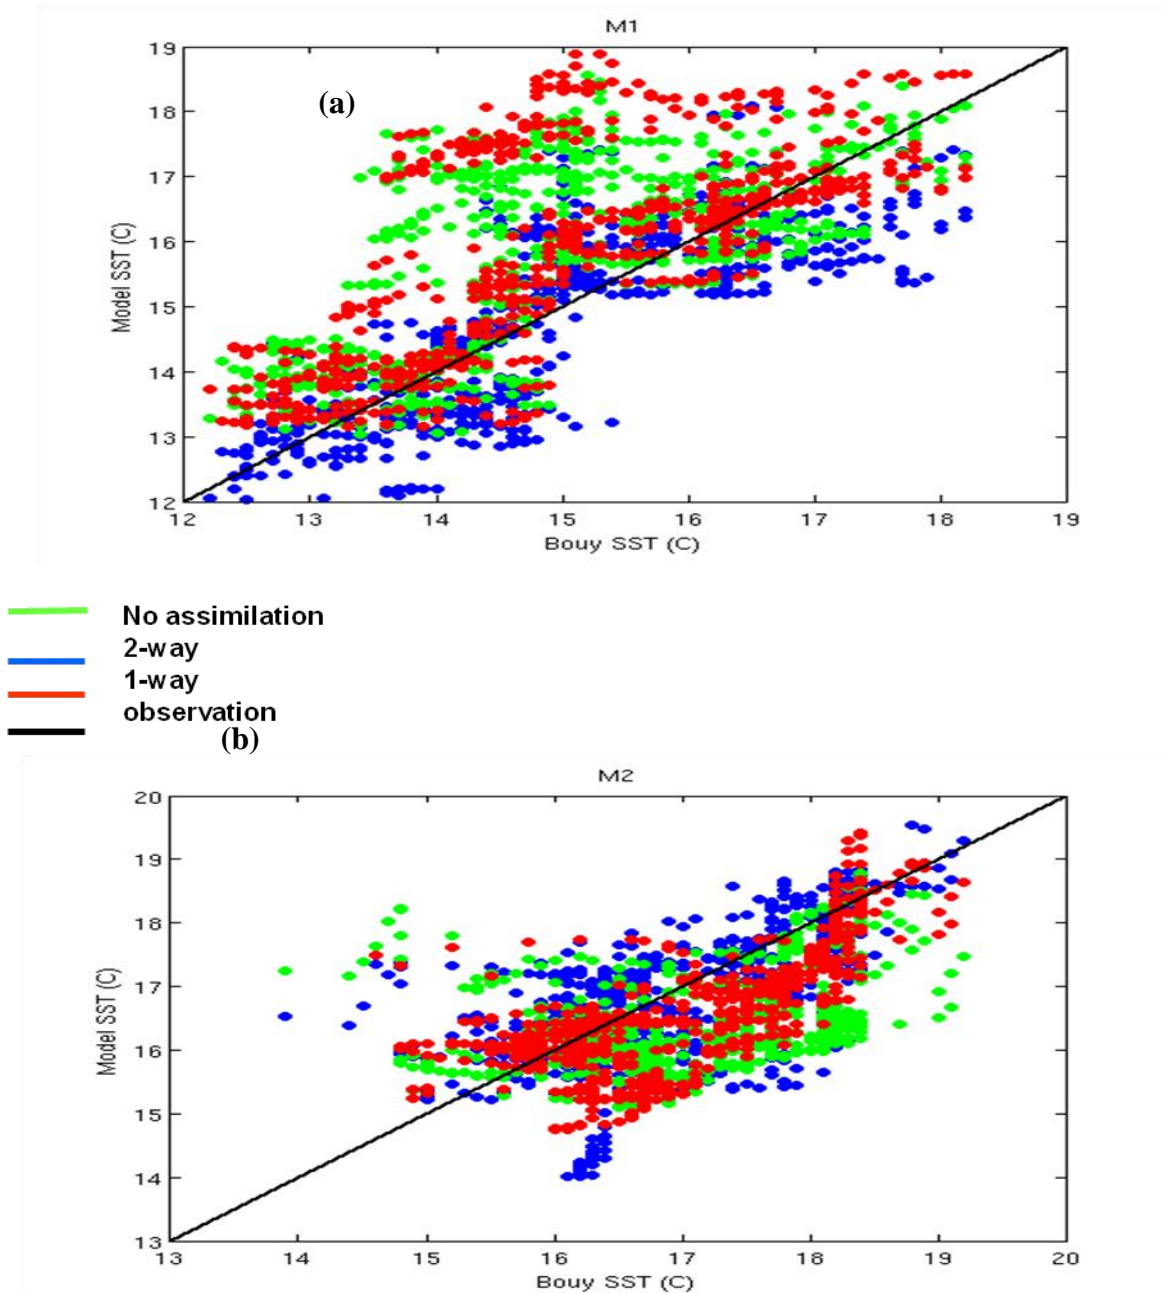 M1
(a)
19
18
17
16
15
14
13
12
Model SST (C)
12 13 14 15 16 17 18 19
Bouy SST (C)
No assimilation
2-way
1-way
observation
(b)
M2
20
19
18
17
16
15
14
13
Model SST (C)
13 14 15 16 17 18 19 20
Bouy SST (C)